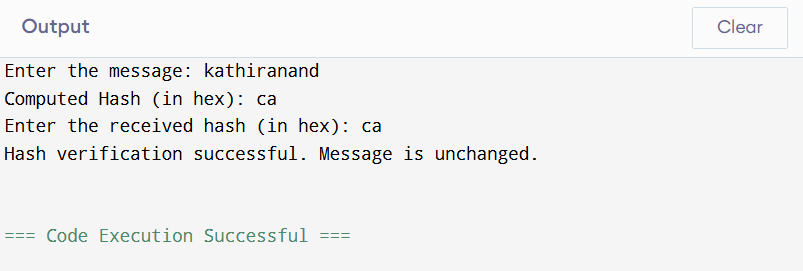 Output
Clear
Enter the message: kathiranand
Computed Hash (in hex): ca
Enter the received hash (in hex): ca
Hash verification successful. Message is unchanged.
=== Code Execution Successful ===